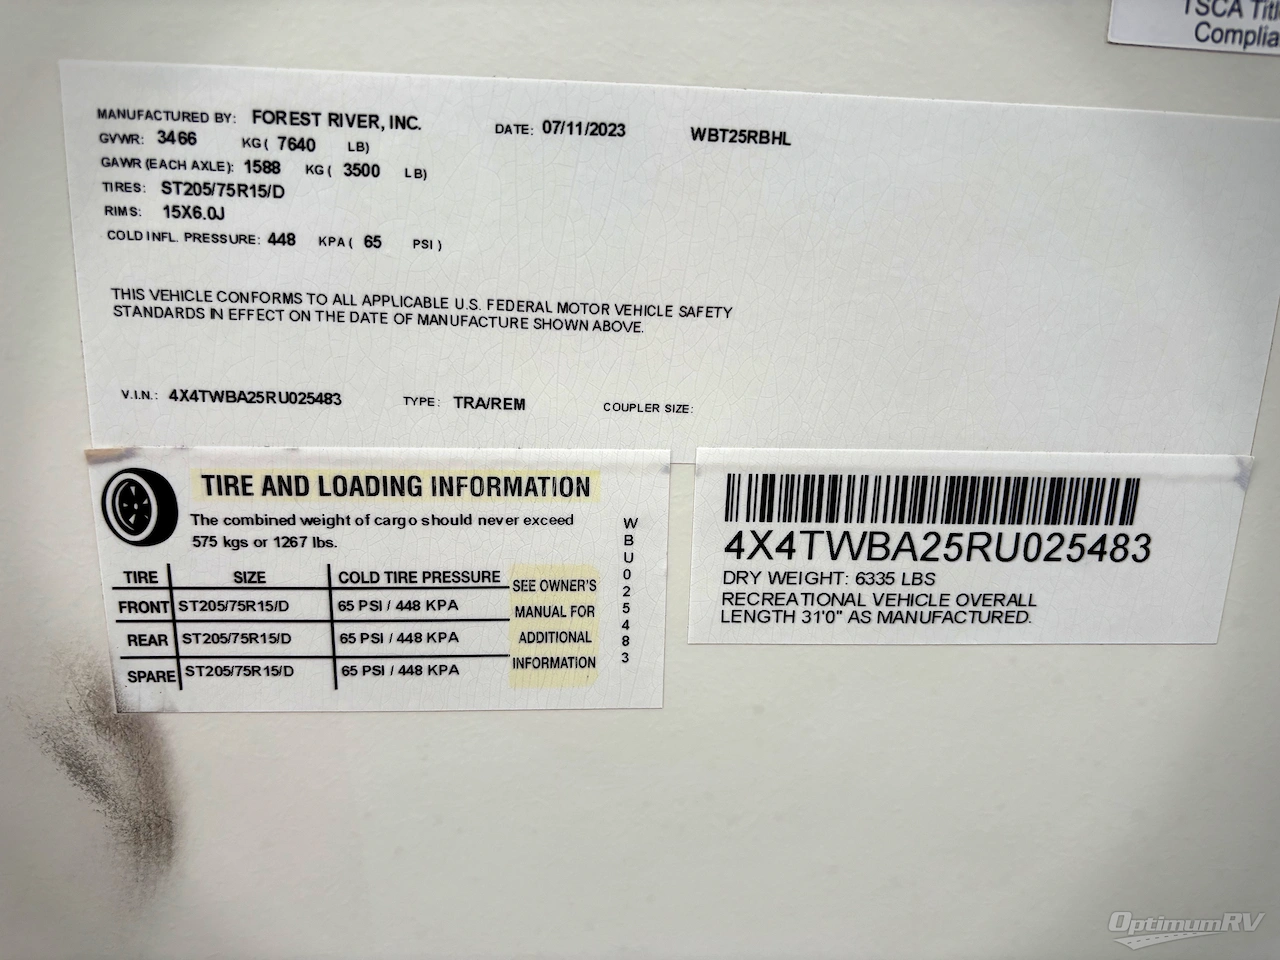 TSCA
MANUFACTURED BY: FOREST RIVER, INC. DATE: 07/11/2023 WBT25RBHL
GVWR: 3466 KG( 7640 LB)
GAWR (EACH AXLE): 1588 KG( 3500 LB)
TIRES: ST205/75R15/D
RIMS: 15X6.0J
COLD INFL. PRESSURE: 448 KPA( 65 PSI)
THIS VEHICLE CONFORMS TO ALL APPLICABLE U.S. FEDERAL MOTOR VEHICLE SAFETY
STANDARDS IN EFFECT ON THE DATE OF MANUFACTURE SHOWN ABOVE.
V.I.N.: 4X4TWBA25RU025483 TYPE: TRA/REM COUPLER SIZE:
TIRE AND LOADING INFORMATION
The combined weight of cargo should never exceed
575 kgs or 1267 lbs.
TIRE SIZE COLD TIRE PRESSURE
FRONT ST205/75R15/D 65 PSI / 448 KPA
REAR ST205/75R15/D 65 PSI / 448 KPA
SPARE ST205/75R15/D 65 PSI / 448 KPA
SEE OWNER'S
MANUAL FOR
ADDITIONAL
INFORMATION
WBU025483
4X4TWBA25RU025483
DRY WEIGHT: 6335 LBS
RECREATIONAL VEHICLE OVERALL
LENGTH 31'0" AS MANUFACTURED.
OptimumRV